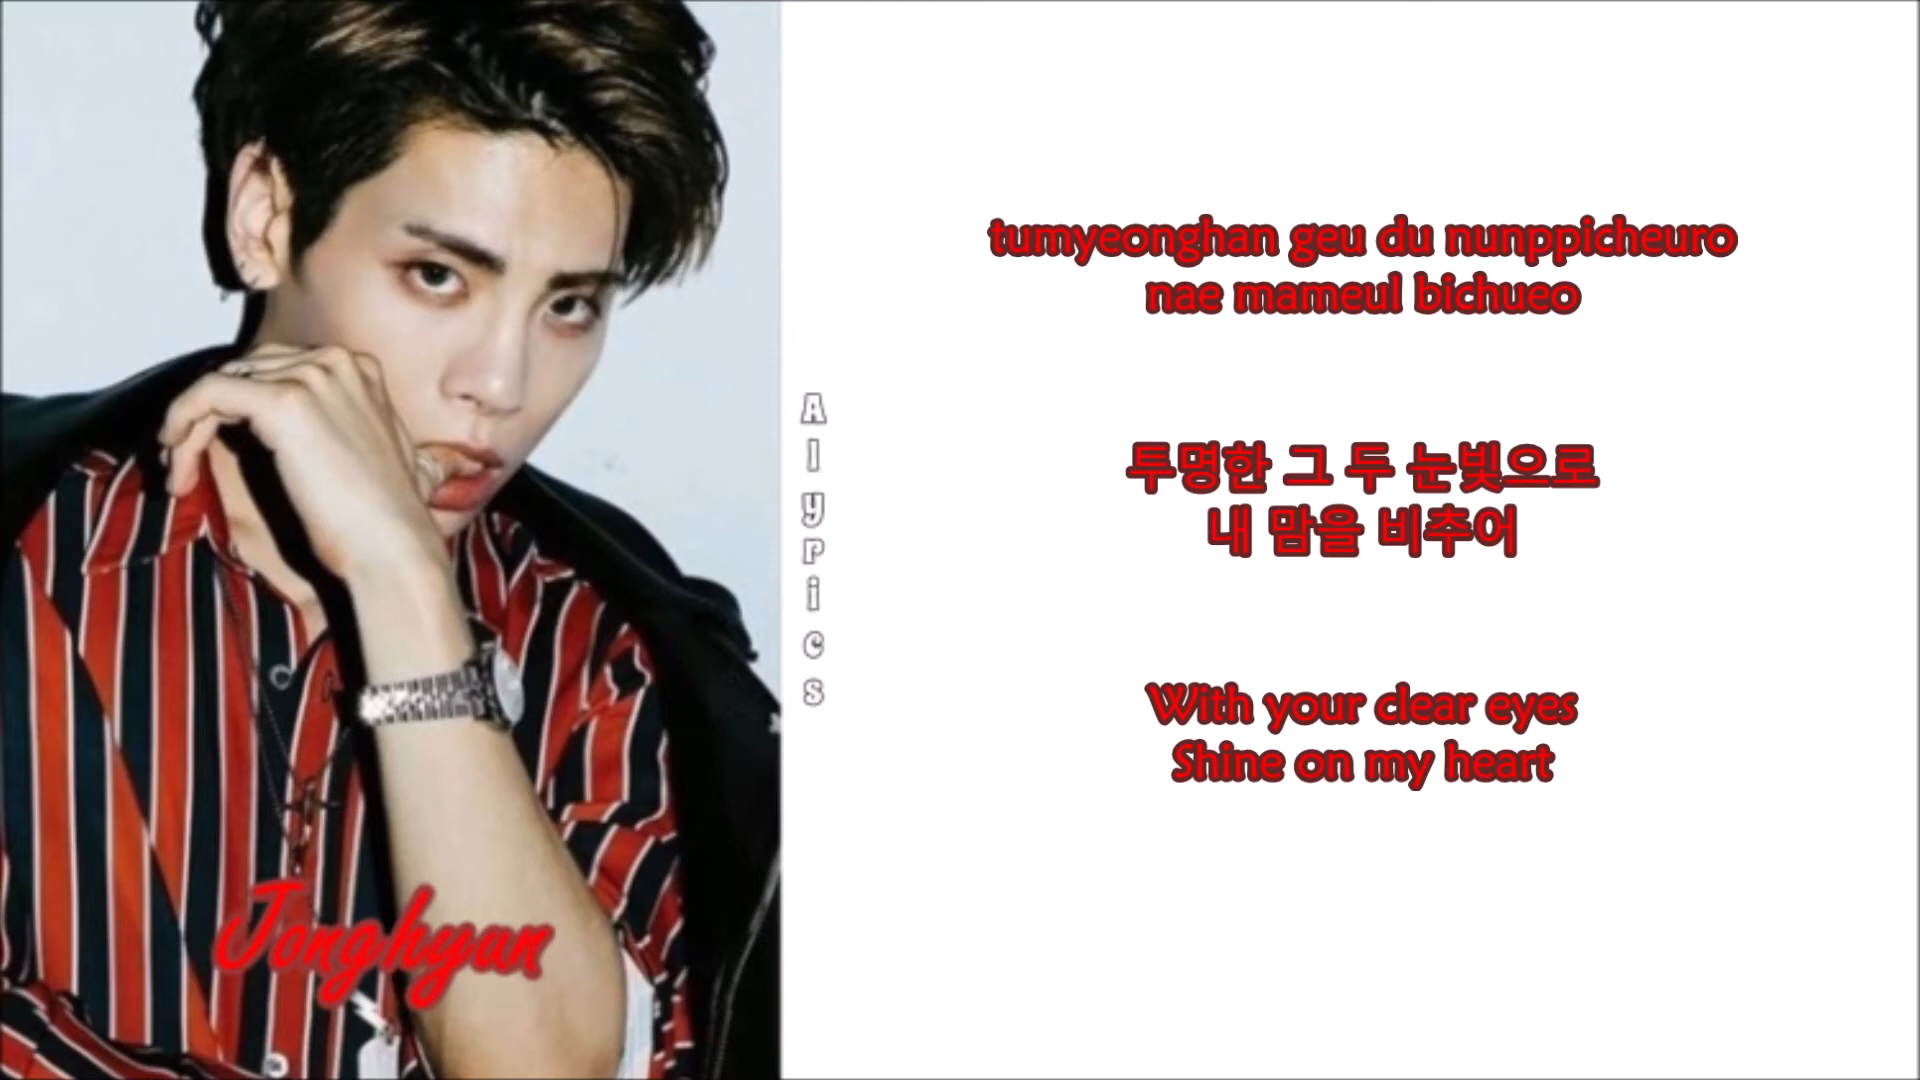 tumyeonghan geu du nunppicheuro
nae mameul bichueo
투명한 그 두 눈빛으로
내 맘을 비추어
With your clear eyes
Shine on my heart
Alypics
Jonghyun